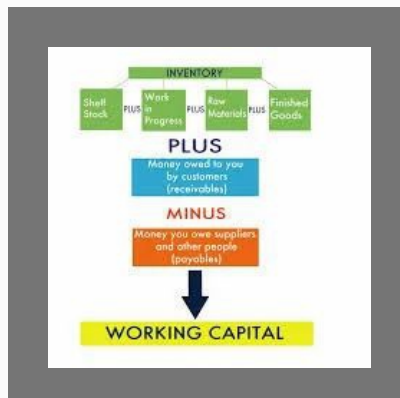 INVENTORY
Shelf
Stock
PLUS
Work
in
Progress
PLUS
Raw
Materials
PLUS
Finished
Goods
PLUS
Money owed to you
by customers
(receivables)
MINUS
Money you owe suppliers
and other people
(payables)
WORKING CAPITAL